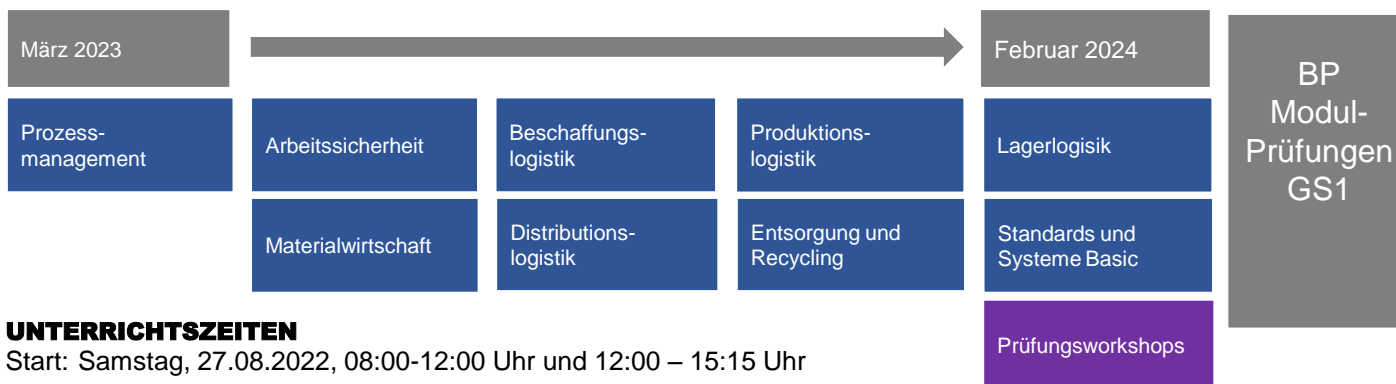 März 2023
Februar 2024
BP
Modul-
Prüfungen
GS1
Prozess-
management
Arbeitssicherheit
Beschaffungs-
logistik
Produktions-
logistik
Lagerlogisik
Materialwirtschaft
Distributions-
logistik
Entsorgung und
Recycling
Standards und
Systeme Basic
Prüfungsworkshops
UNTERRICHTSZEITEN
Start: Samstag, 27.08.2022, 08:00-12:00 Uhr und 12:00 – 15:15 Uhr